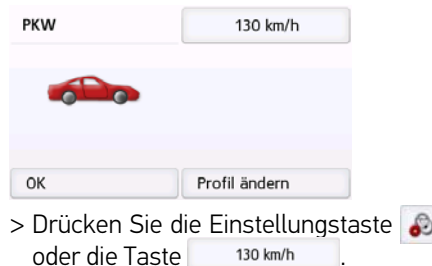 PKW 130 km/h
OK Profil ändern
> Drücken Sie die Einstellungstaste
oder die Taste 130 km/h .